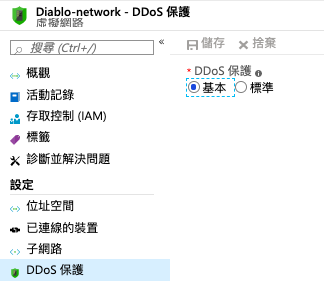 Diablo-network - DDoS 保護
虛擬網路
搜尋 (Ctrl+/)
«
儲存
捨棄
概觀
活動記錄
存取控制 (IAM)
標籤
診斷並解決問題
設定
位址空間
已連線的裝置
子網路
DDoS 保護
* DDoS 保護
基本
標準